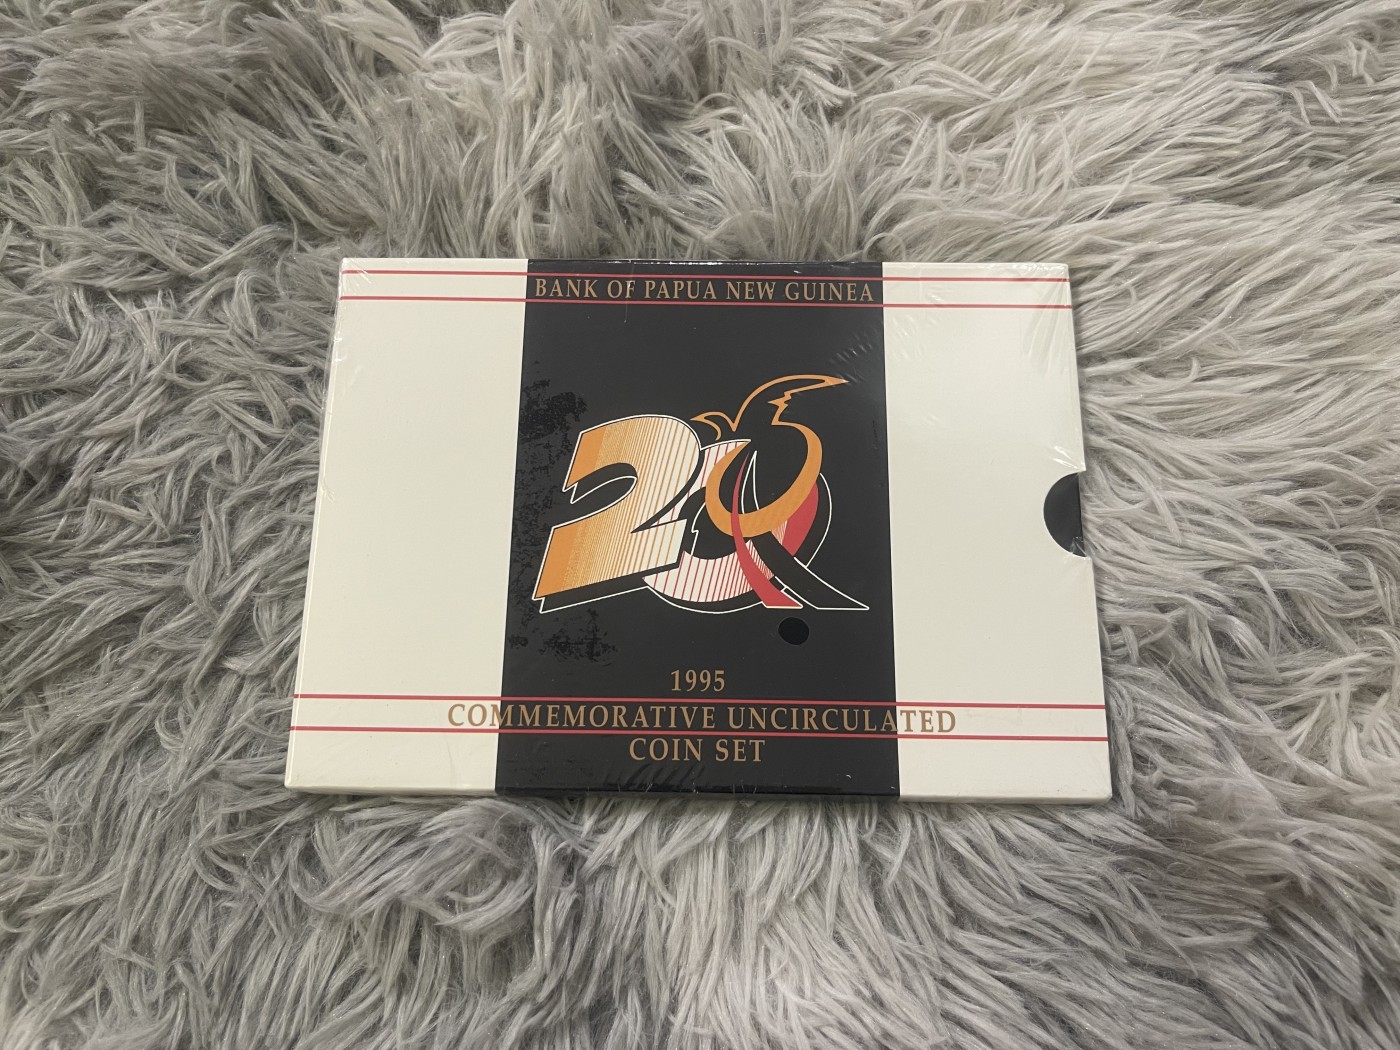 BANK OF PAPUA NEW GUINEA
20
1995
COMMEMORATIVE UNCIRCULATED
COIN SET